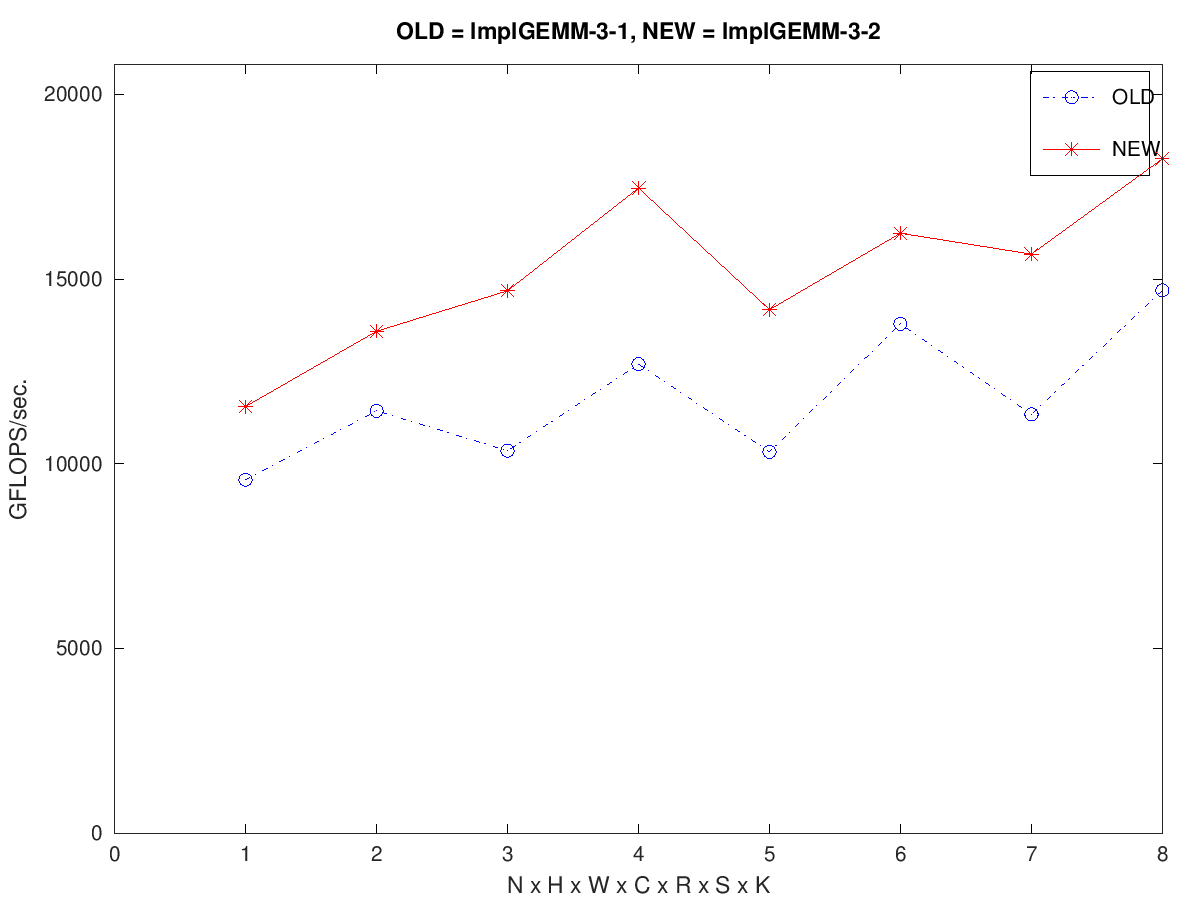 OLD = ImplGEMM-3-1, NEW = ImplGEMM-3-2
OLD
NEW
20000
15000
10000
5000
0
GFLOPS/sec.
0 1 2 3 4 5 6 7 8
N x H x W x C x R x S x K